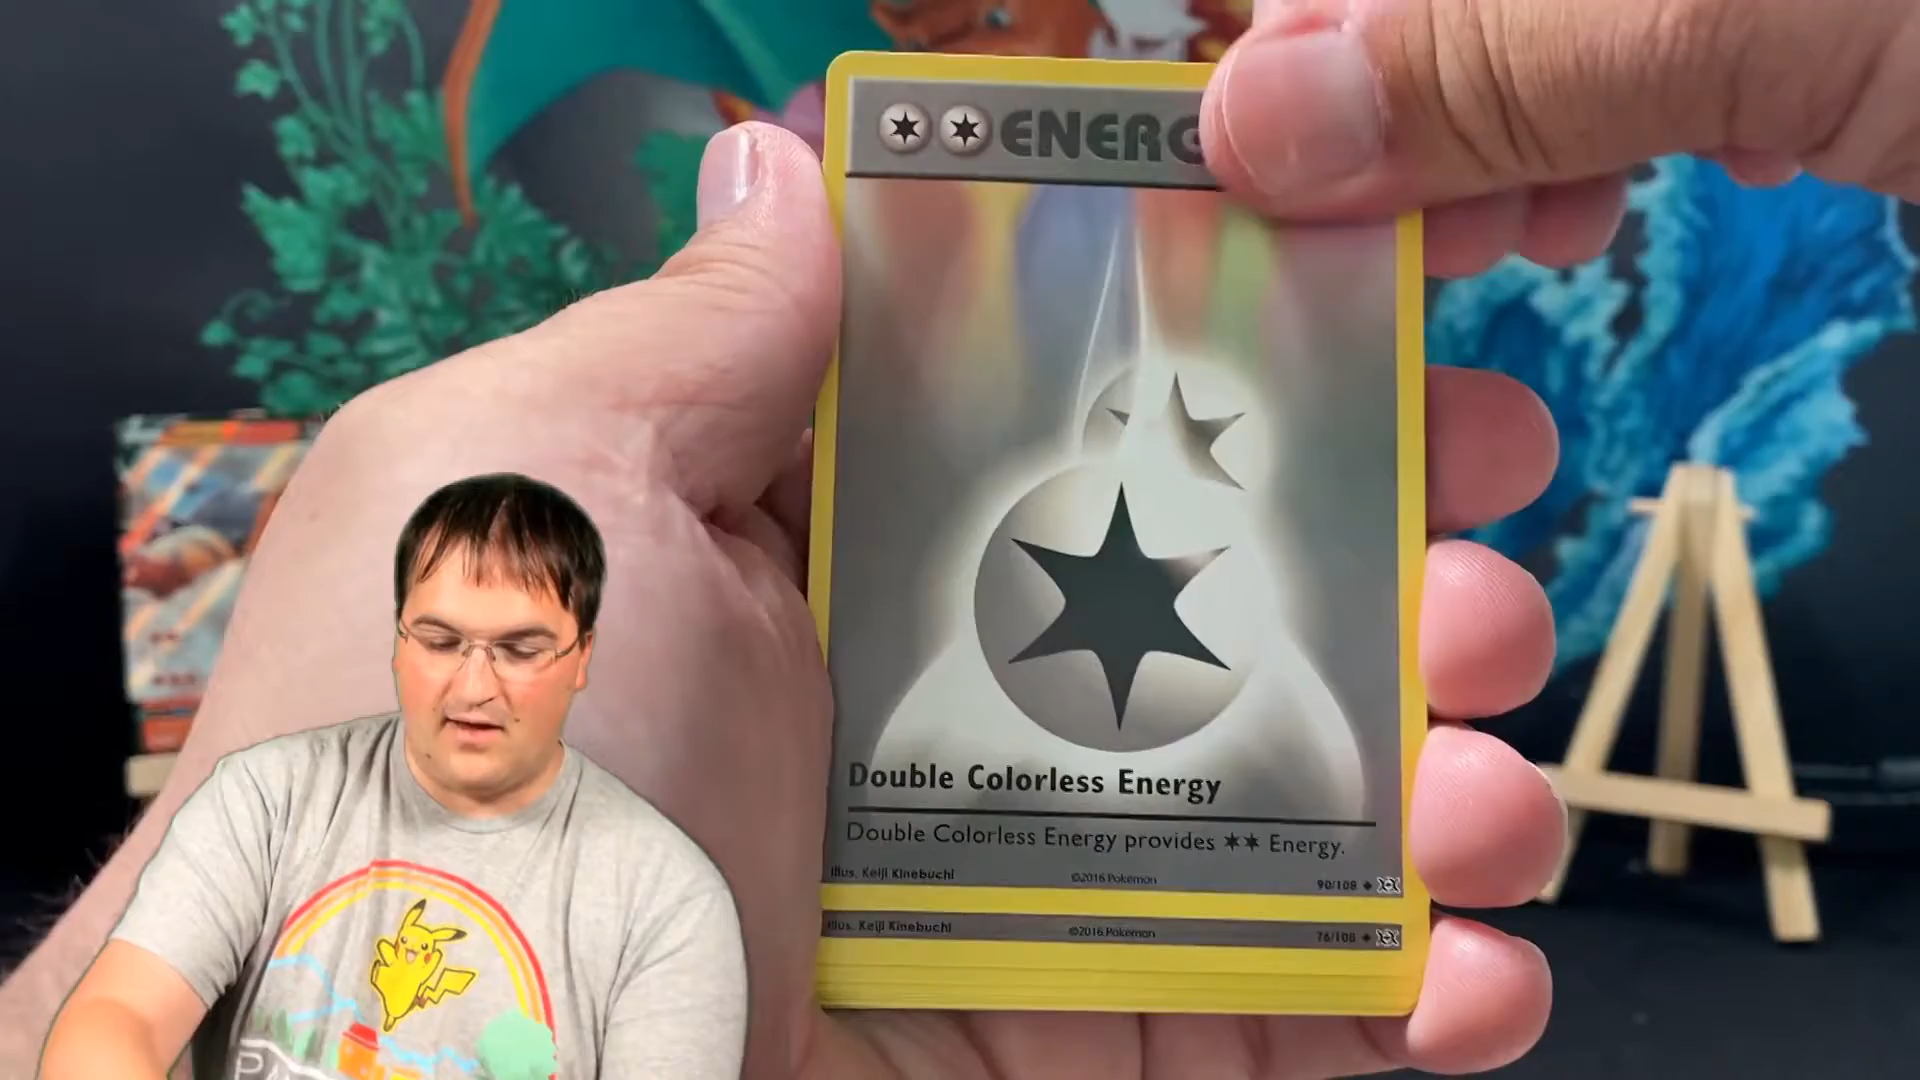 ENERG
Double Colorless Energy
Double Colorless Energy provides ✶✶ Energy.
Illus. Keiji Kinebuchi ©2016 Pokémon 90/108
Illus. Keiji Kinebuchi ©2016 Pokémon 76/108